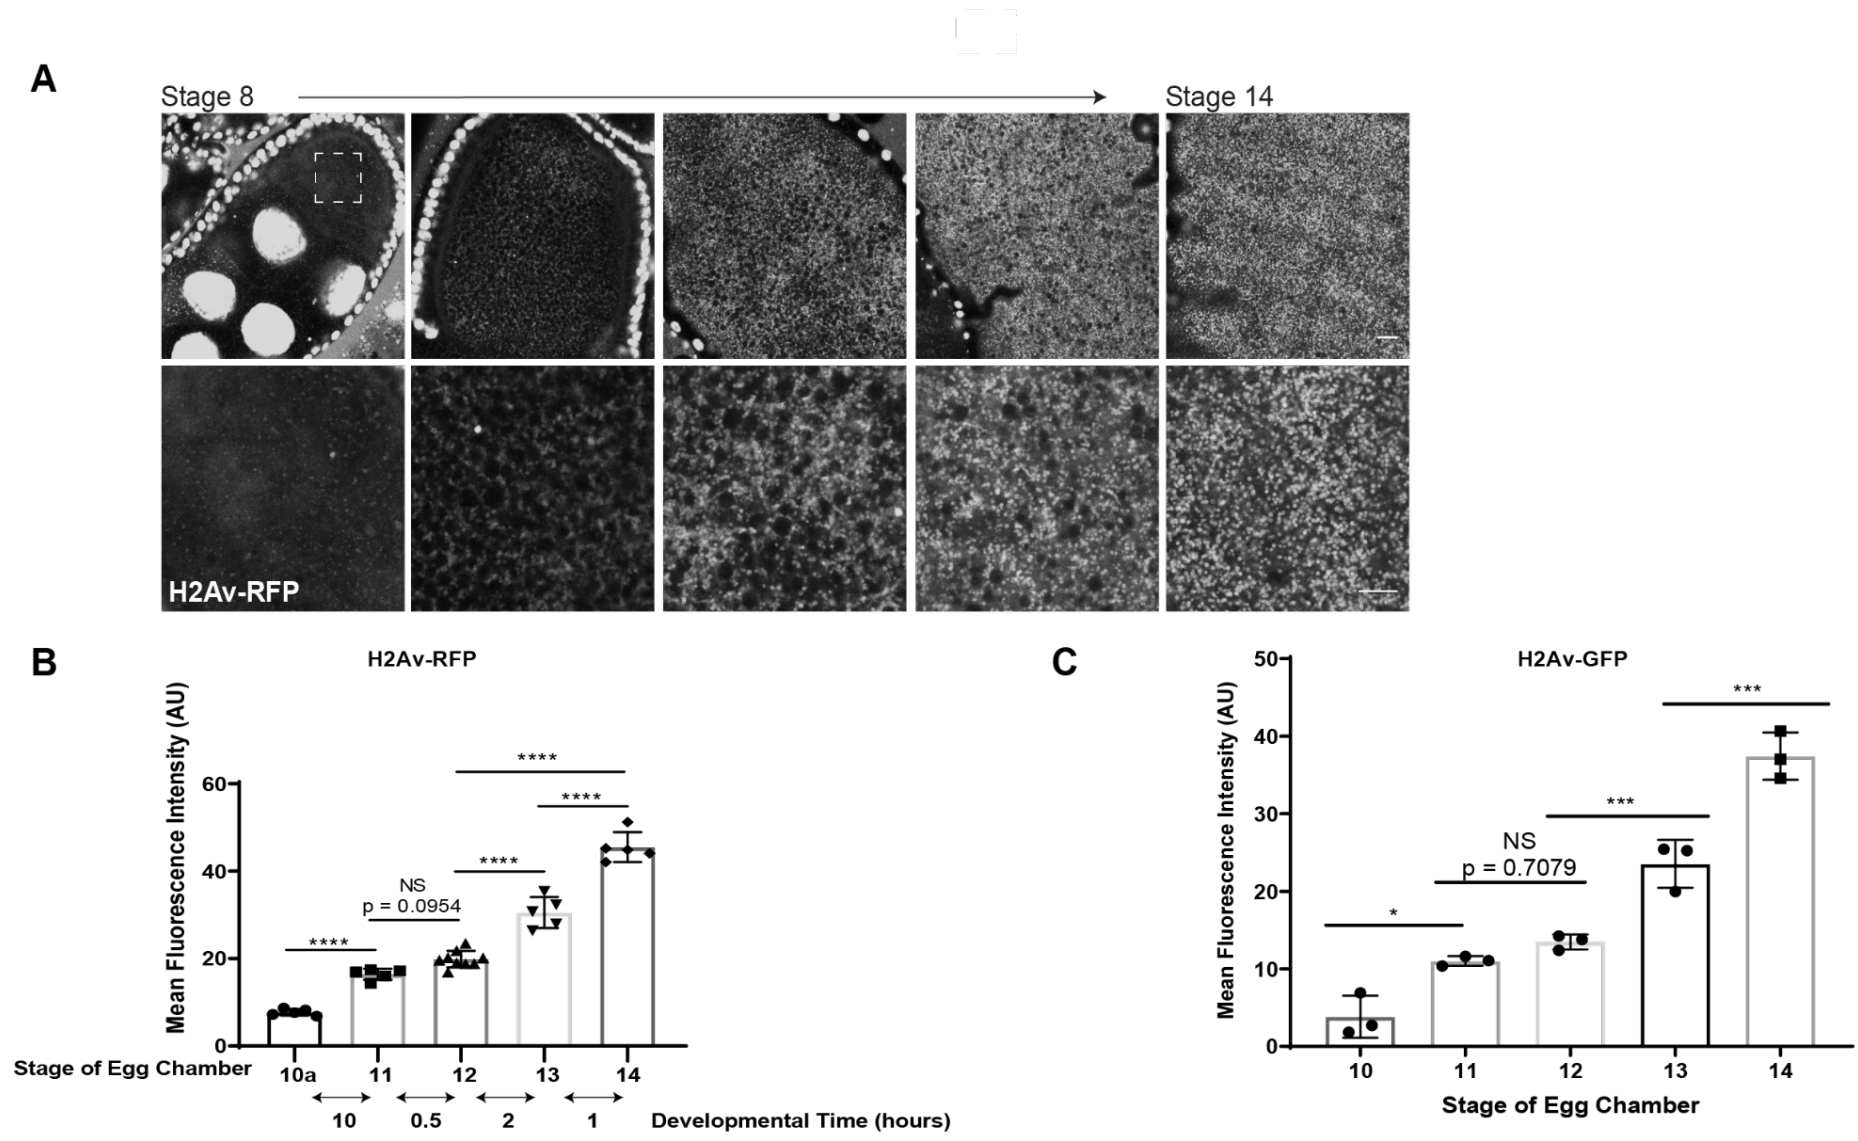 A
Stage 8
Stage 14
H2Av-RFP
B
H2Av-RFP
Mean Fluorescence Intensity (AU)
60
40
20
0
****
NS
p = 0.0954
****
****
****
Stage of Egg Chamber
10a
11
12
13
14
10
0.5
2
1
Developmental Time (hours)
C
H2Av-GFP
Mean Fluorescence Intensity (AU)
50
40
30
20
10
0
*
NS
p = 0.7079
***
***
10
11
12
13
14
Stage of Egg Chamber